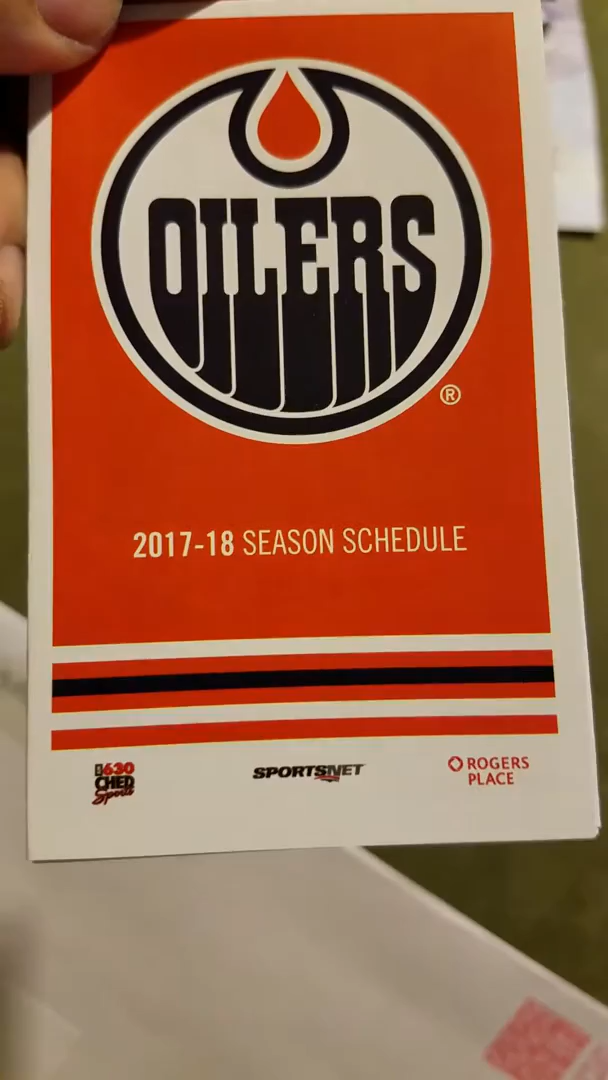 OILERS
®
2017-18 SEASON SCHEDULE
630
CHED
Sports
SPORTSNET
ROGERS
PLACE